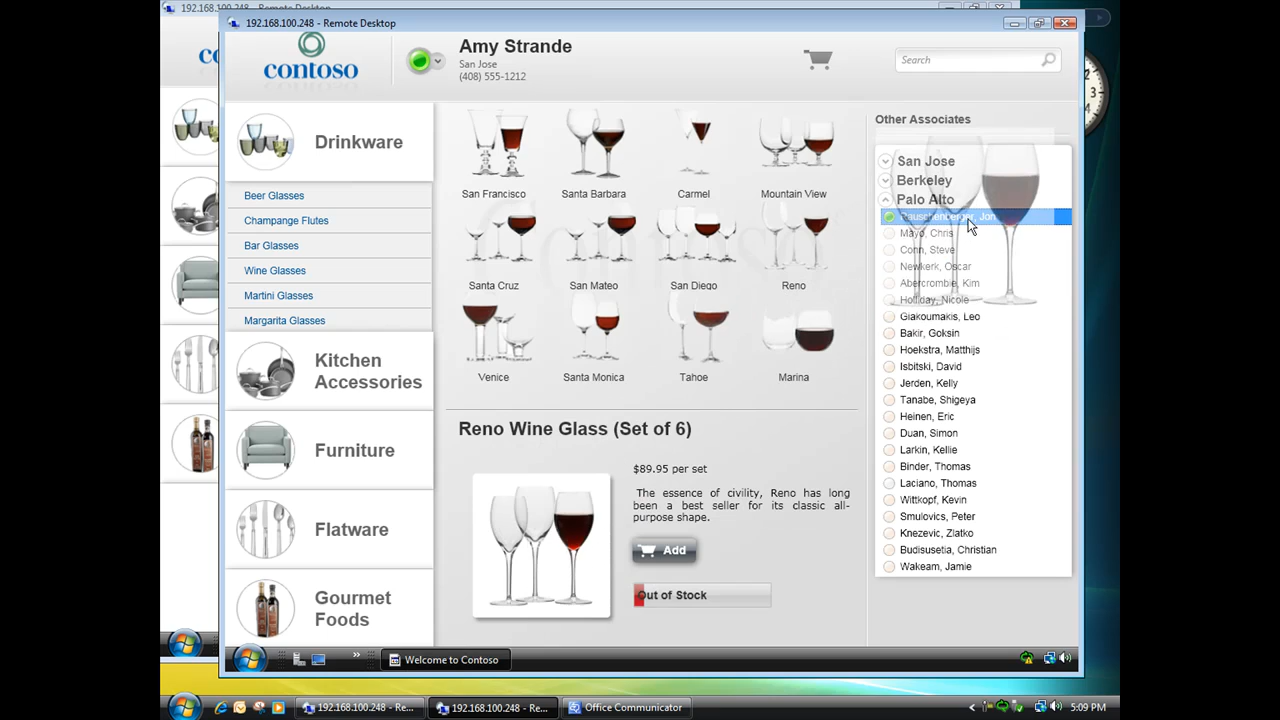 192.168.100.248 - Remote Desktop
192.168.100.248 - Remote Desktop
contoso
Amy Strande
San Jose
(408) 555-1212
Search
Drinkware
Beer Glasses
Champange Flutes
Bar Glasses
Wine Glasses
Martini Glasses
Margarita Glasses
Kitchen
Accessories
Furniture
Flatware
Gourmet
Foods
San Francisco
Santa Barbara
Carmel
Mountain View
Santa Cruz
San Mateo
San Diego
Reno
Venice
Santa Monica
Tahoe
Marina
Reno Wine Glass (Set of 6)
$89.95 per set
The essence of civility, Reno has long
been a best seller for its classic all-
purpose shape.
Add
Out of Stock
Other Associates
San Jose
Berkeley
Palo Alto
Rauschenberger, Jon
Mayo, Chris
Conn, Steve
Newkerk, Oscar
Abercrombie, Kim
Holliday, Nicole
Giakoumakis, Leo
Bakir, Goksin
Hoekstra, Matthijs
Isbitski, David
Jerden, Kelly
Tanabe, Shigeya
Heinen, Eric
Duan, Simon
Larkin, Kellie
Binder, Thomas
Laciano, Thomas
Wittkopf, Kevin
Smulovics, Peter
Knezevic, Zlatko
Budisusetia, Christian
Wakeam, Jamie
Welcome to Contoso
192.168.100.248 - Re...
192.168.100.248 - Re...
Office Communicator
5:09 PM